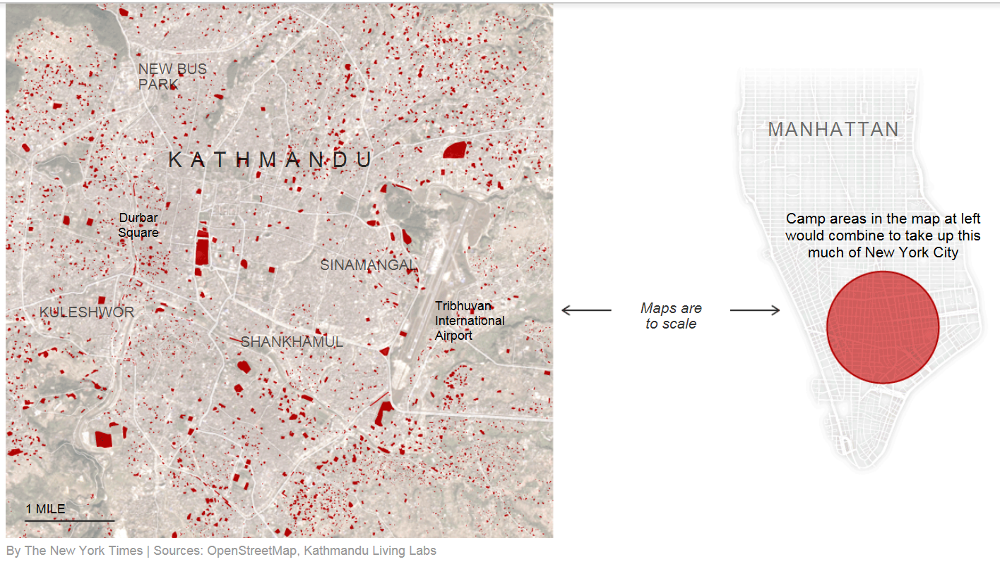 NEW BUS
PARK
KATHMANDU
Durbar
Square
SINAMANGAL
KULESHWOR
Tribhuvan
International
Airport
SHANKHAMUL
1 MILE
Maps are
to scale
MANHATTAN
Camp areas in the map at left
would combine to take up this
much of New York City
By The New York Times | Sources: OpenStreetMap, Kathmandu Living Labs